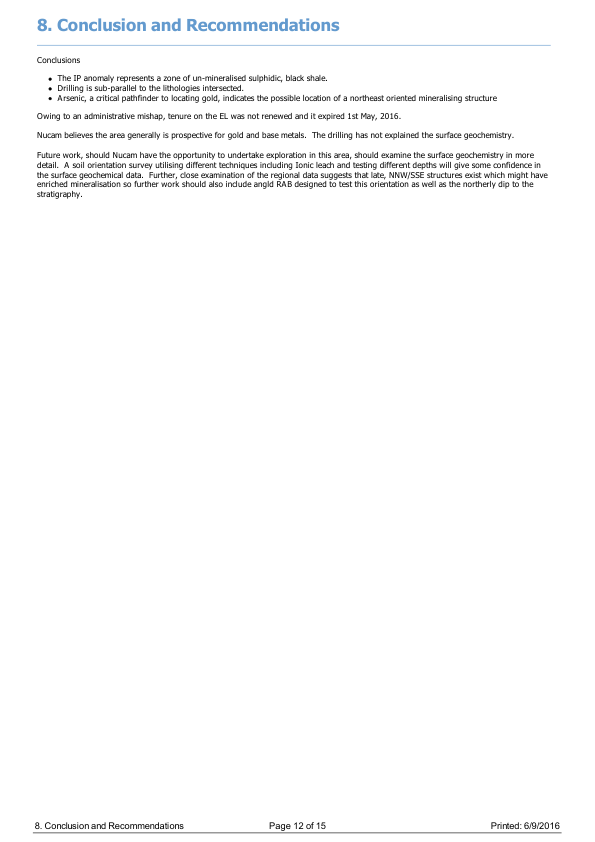 8. Conclusion and Recommendations
Conclusions
● The IP anomaly represents a zone of un-mineralised sulphidic, black shale.
● Drilling is sub-parallel to the lithologies intersected.
● Arsenic, a critical pathfinder to locating gold, indicates the possible location of a northeast oriented mineralising structure
Owing to an administrative mishap, tenure on the EL was not renewed and it expired 1st May, 2016.
Nucam believes the area generally is prospective for gold and base metals.  The drilling has not explained the surface geochemistry.
Future work, should Nucam have the opportunity to undertake exploration in this area, should examine the surface geochemistry in more
detail.  A soil orientation survey utilising different techniques including Ionic leach and testing different depths will give some confidence in
the surface geochemical data.  Further, close examination of the regional data suggests that late, NNW/SSE structures exist which might have
enriched mineralisation so further work should also include angld RAB designed to test this orientation as well as the northerly dip to the
stratigraphy.
8. Conclusion and Recommendations Page 12 of 15 Printed: 6/9/2016